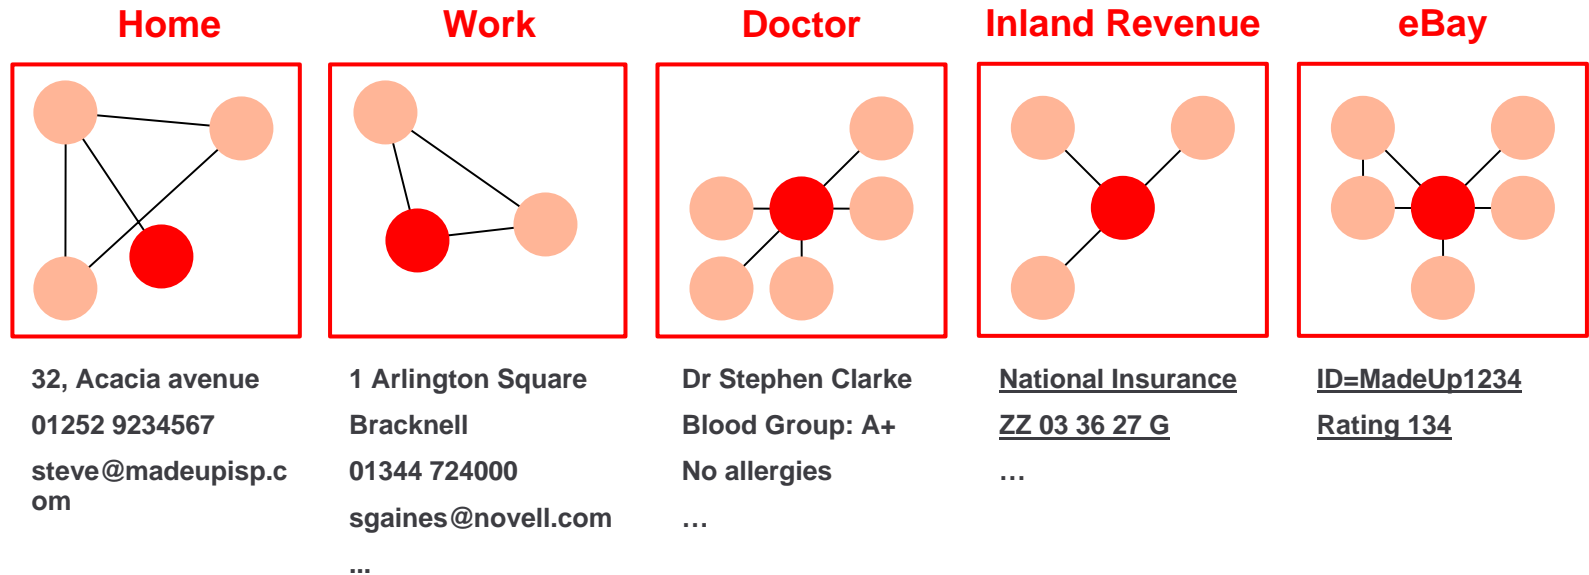 Home
32, Acacia avenue
01252 9234567
steve@madeupisp.c
om
Work
1 Arlington Square
Bracknell
01344 724000
sgaines@novell.com
...
Doctor
Dr Stephen Clarke
Blood Group: A+
No allergies
…
Inland Revenue
National Insurance
ZZ 03 36 27 G
…
eBay
ID=MadeUp1234
Rating 134